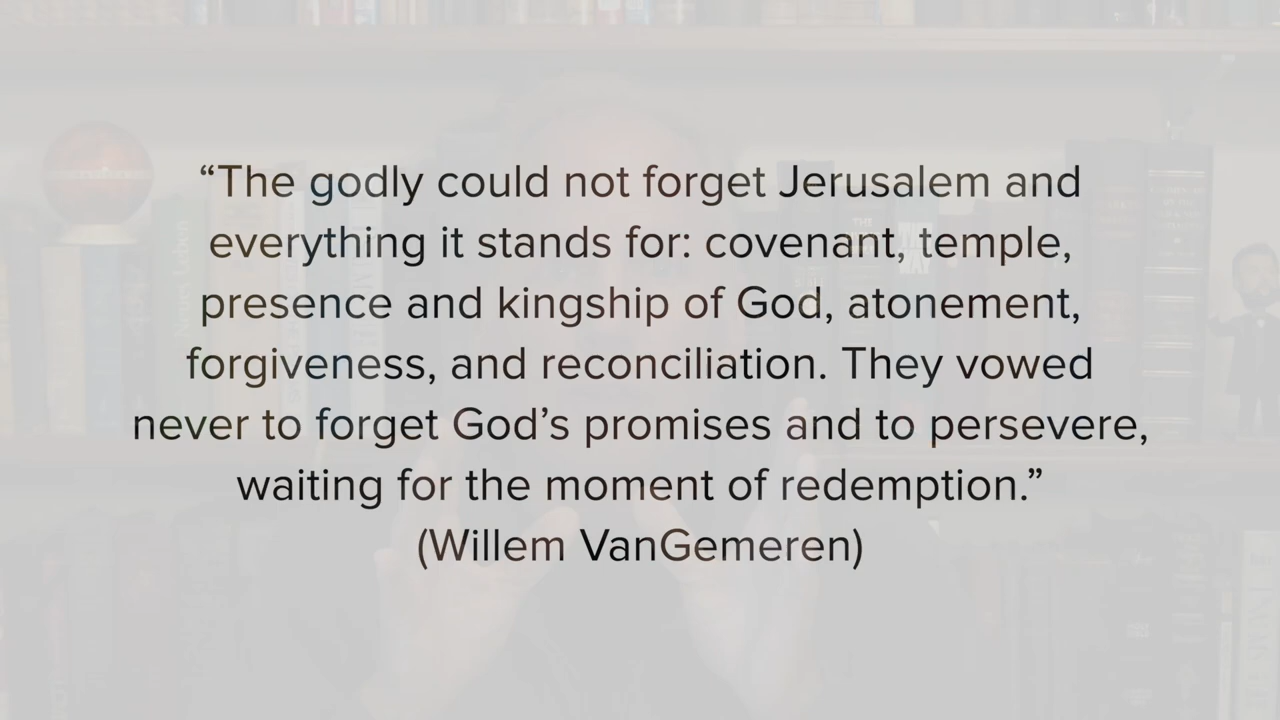 “The godly could not forget Jerusalem and
everything it stands for: covenant, temple,
presence and kingship of God, atonement,
forgiveness, and reconciliation. They vowed
never to forget God’s promises and to persevere,
waiting for the moment of redemption.”
(Willem VanGemeren)